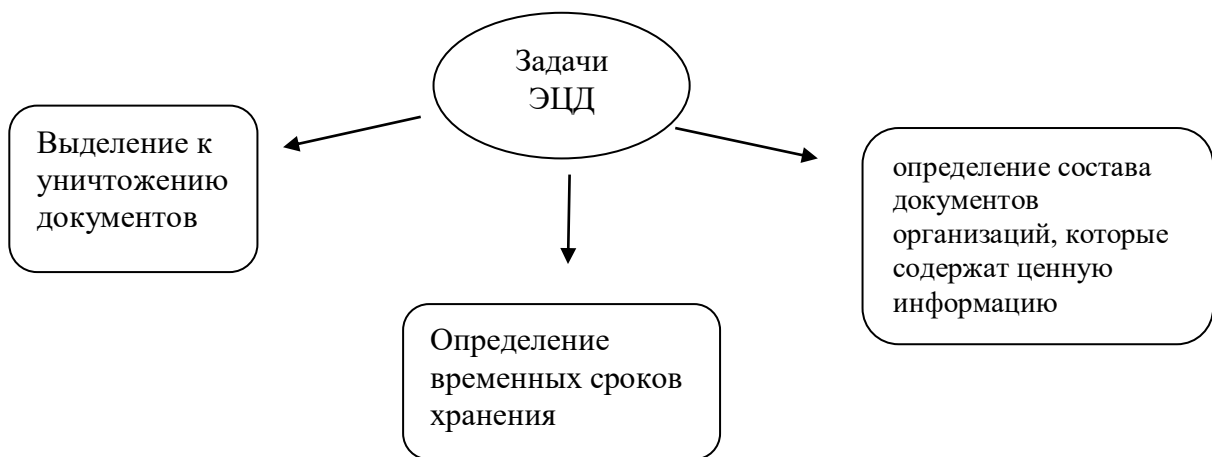 Задачи
ЭЦД
Выделение к
уничтожению
документов
определение состава
документов
организаций, которые
содержат ценную
информацию
Определение
временных сроков
хранения